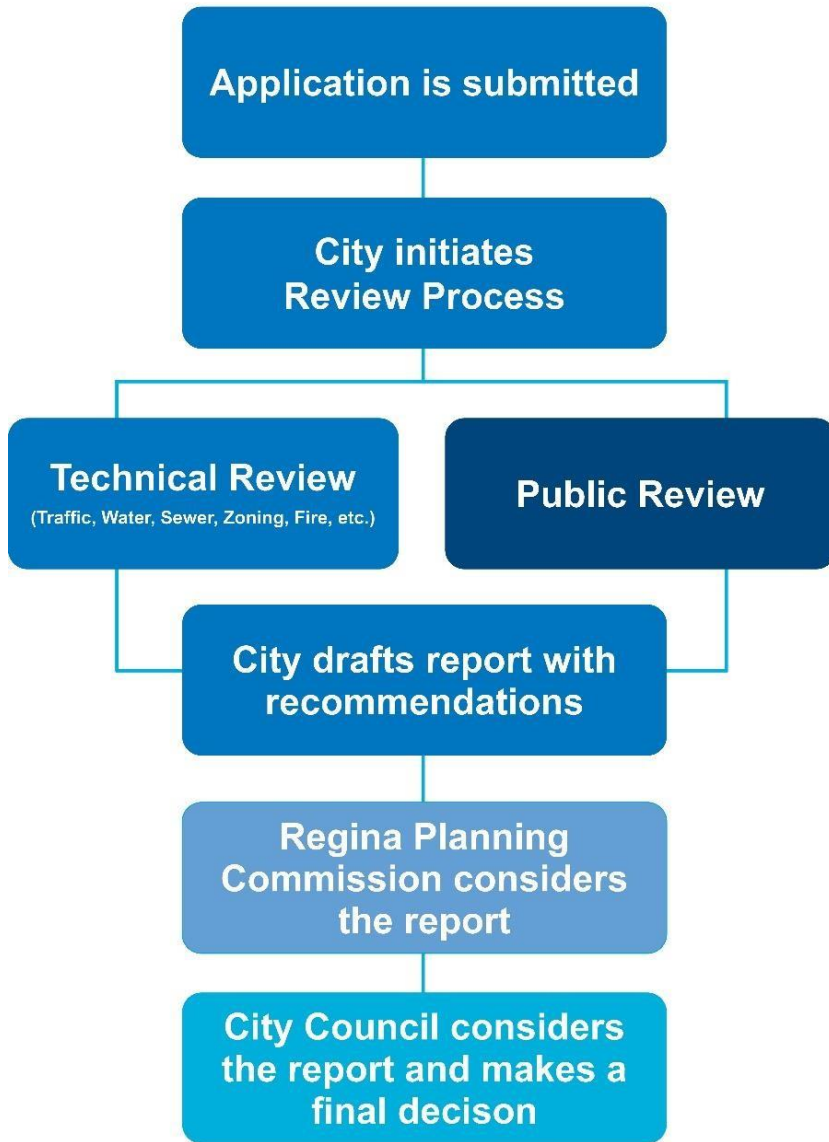 Application is submitted
City initiates
Review Process
Technical Review
(Traffic, Water, Sewer, Zoning, Fire, etc.)
Public Review
City drafts report with
recommendations
Regina Planning
Commission considers
the report
City Council considers
the report and makes a
final decison